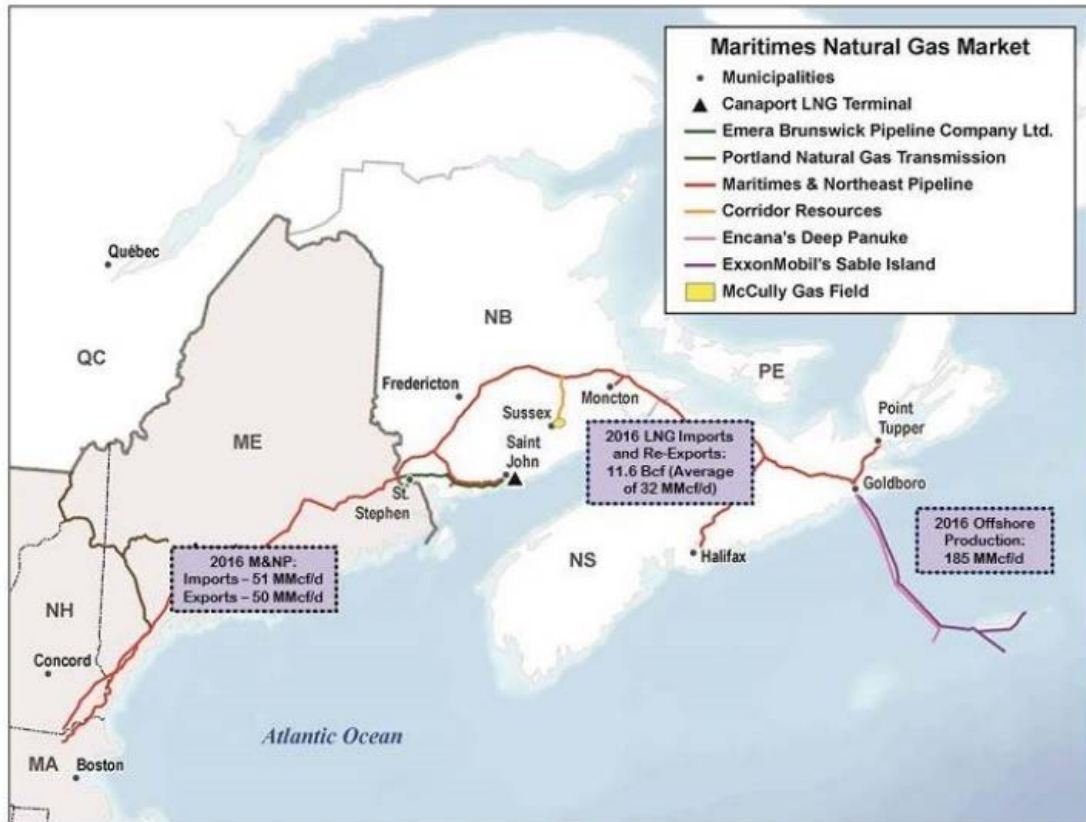 Maritimes Natural Gas Market
Municipalities
Canaport LNG Terminal
Emera Brunswick Pipeline Company Ltd.
Portland Natural Gas Transmission
Maritimes & Northeast Pipeline
Corridor Resources
Encana's Deep Panuke
ExxonMobil's Sable Island
McCully Gas Field
Québec
QC
NB
PE
Fredericton
Moncton
Sussex
Saint
John
Point
Tupper
ME
2016 LNG Imports
and Re-Exports:
11.6 Bcf (Average
of 32 MMcf/d)
Goldboro
St.
Stephen
2016 Offshore
Production:
185 MMcf/d
NS
Halifax
2016 M&NP:
Imports – 51 MMcf/d
Exports – 50 MMcf/d
NH
Concord
Atlantic Ocean
MA
Boston